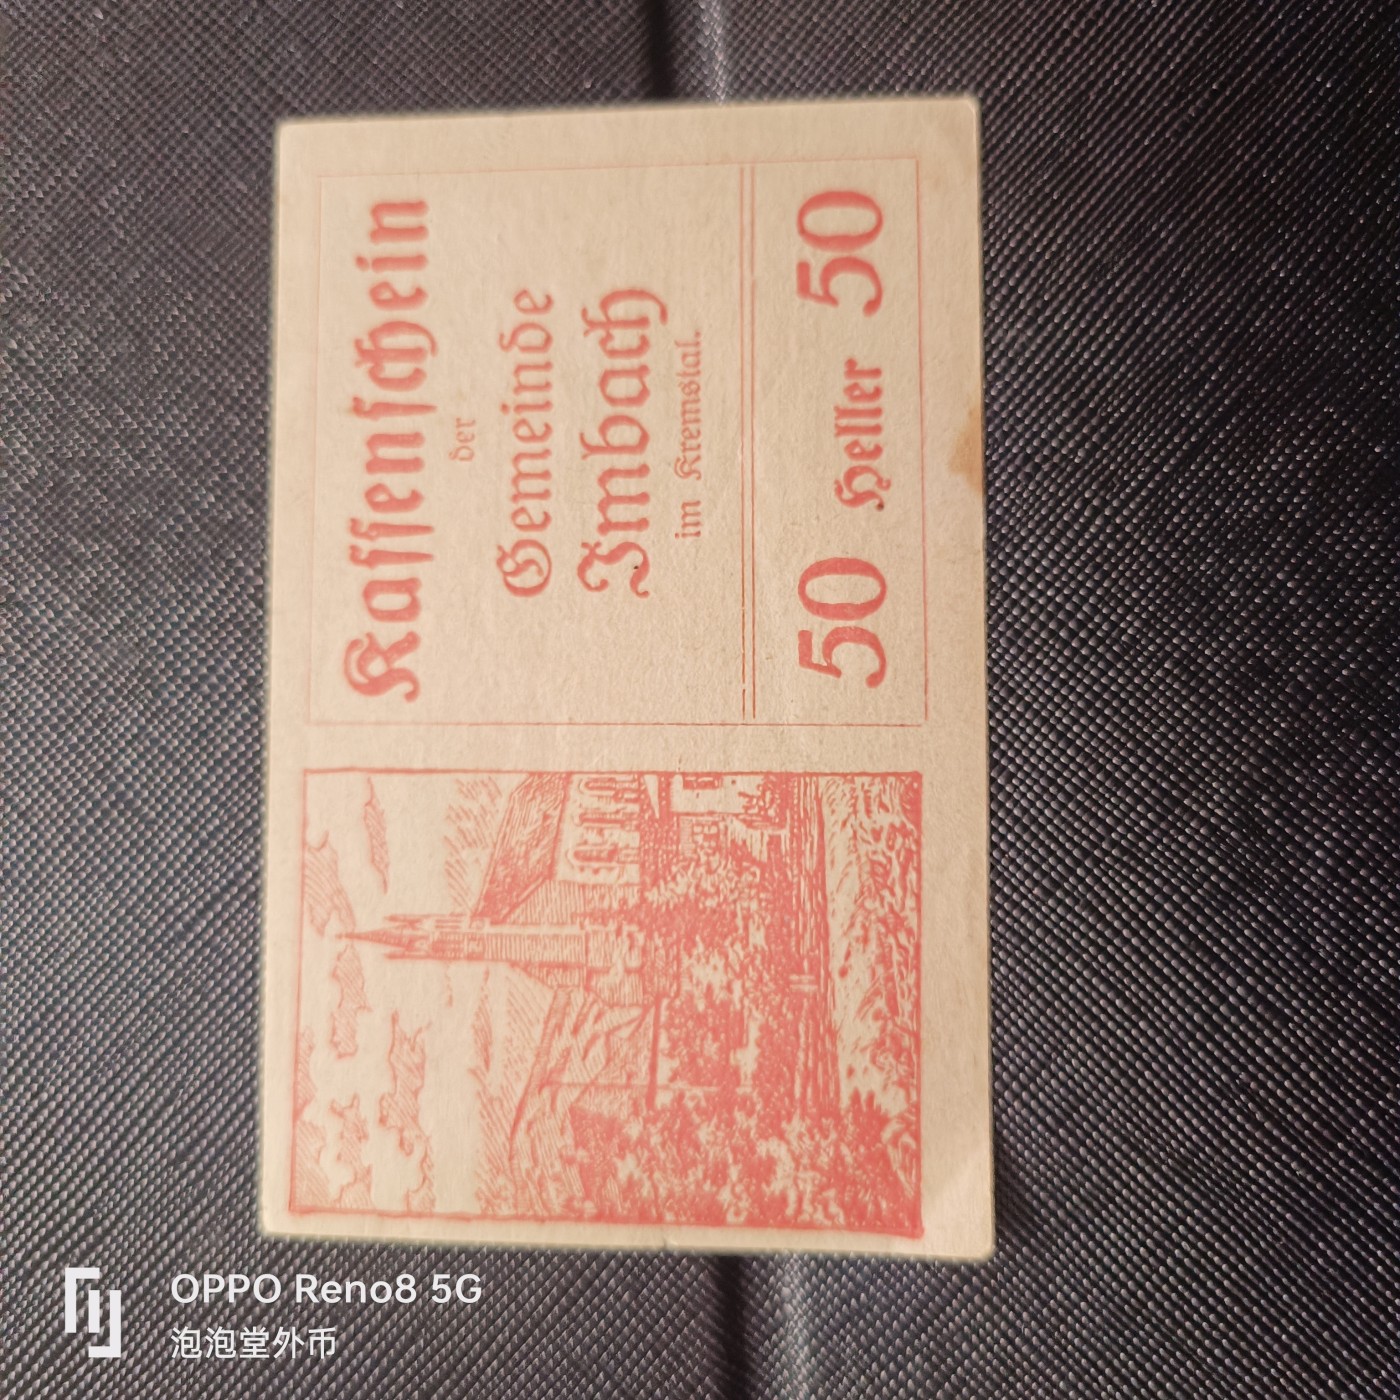 Kassenschein
der
Gemeinde
Imbach
im Kremstal.
50 Heller 50
OPPO Reno8 5G
泡泡堂外币